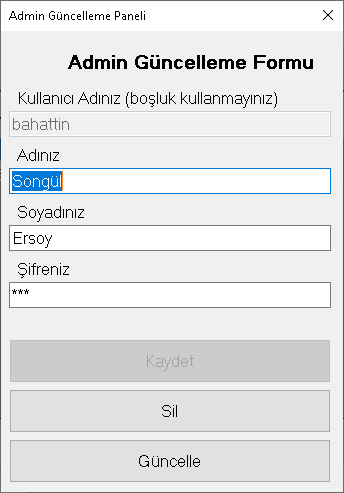 Admin Güncelleme Paneli
Admin Güncelleme Formu
Kullanıcı Adınız (boşluk kullanmayınız)
bahattin
Adınız
Songül
Soyadınız
Ersoy
Şifreniz
***
Kaydet
Sil
Güncelle